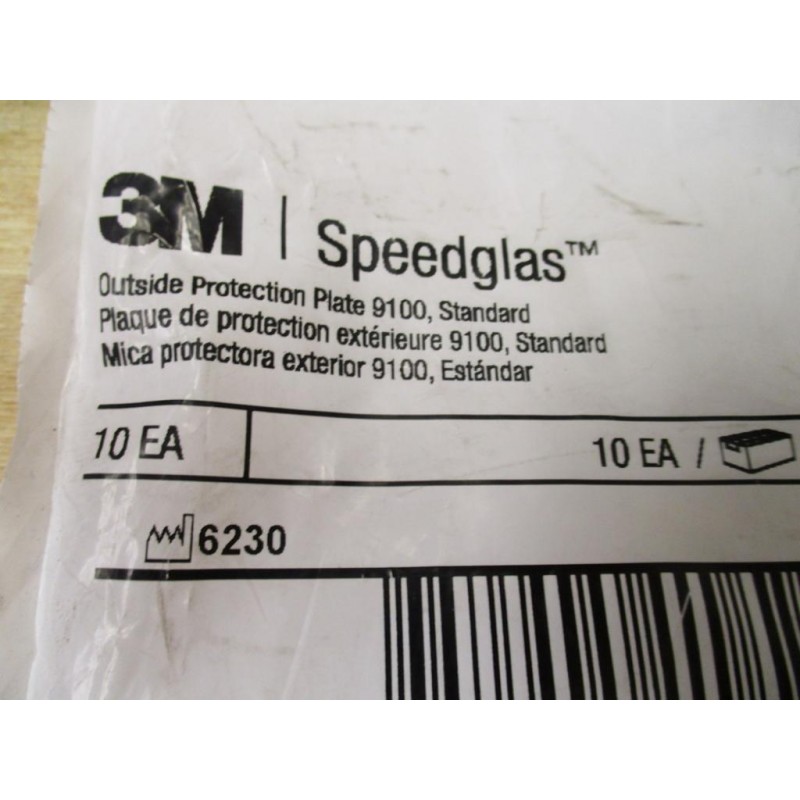 3M | Speedglas™
Outside Protection Plate 9100, Standard
Plaque de protection extérieure 9100, Standard
Mica protectora exterior 9100, Estándar
10 EA
10 EA /
6230